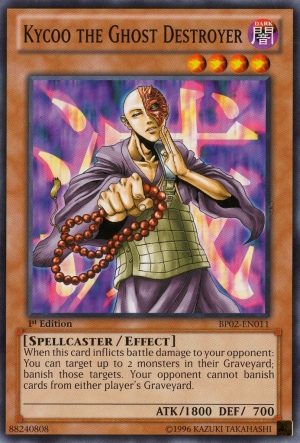 Kycoo the Ghost Destroyer
DARK
闇
1st Edition
BP02-EN011
[Spellcaster / Effect]
When this card inflicts battle damage to your opponent:
You can target up to 2 monsters in their Graveyard;
banish those targets. Your opponent cannot banish
cards from either player's Graveyard.
ATK/1800 DEF/ 700
88240808
©1996 KAZUKI TAKAHASHI